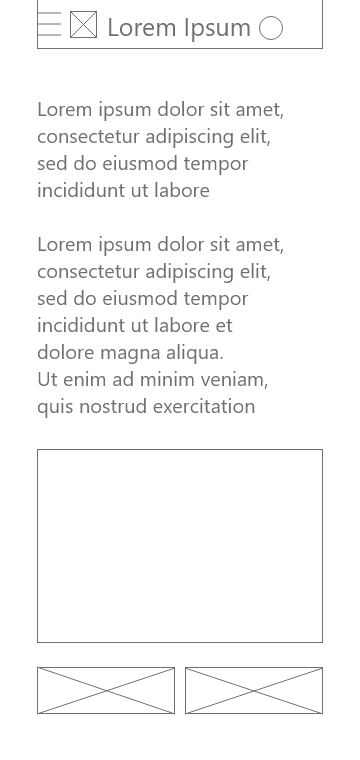 Lorem Ipsum
Lorem ipsum dolor sit amet,
consectetur adipiscing elit,
sed do eiusmod tempor
incididunt ut labore
Lorem ipsum dolor sit amet,
consectetur adipiscing elit,
sed do eiusmod tempor
incididunt ut labore et
dolore magna aliqua.
Ut enim ad minim veniam,
quis nostrud exercitation